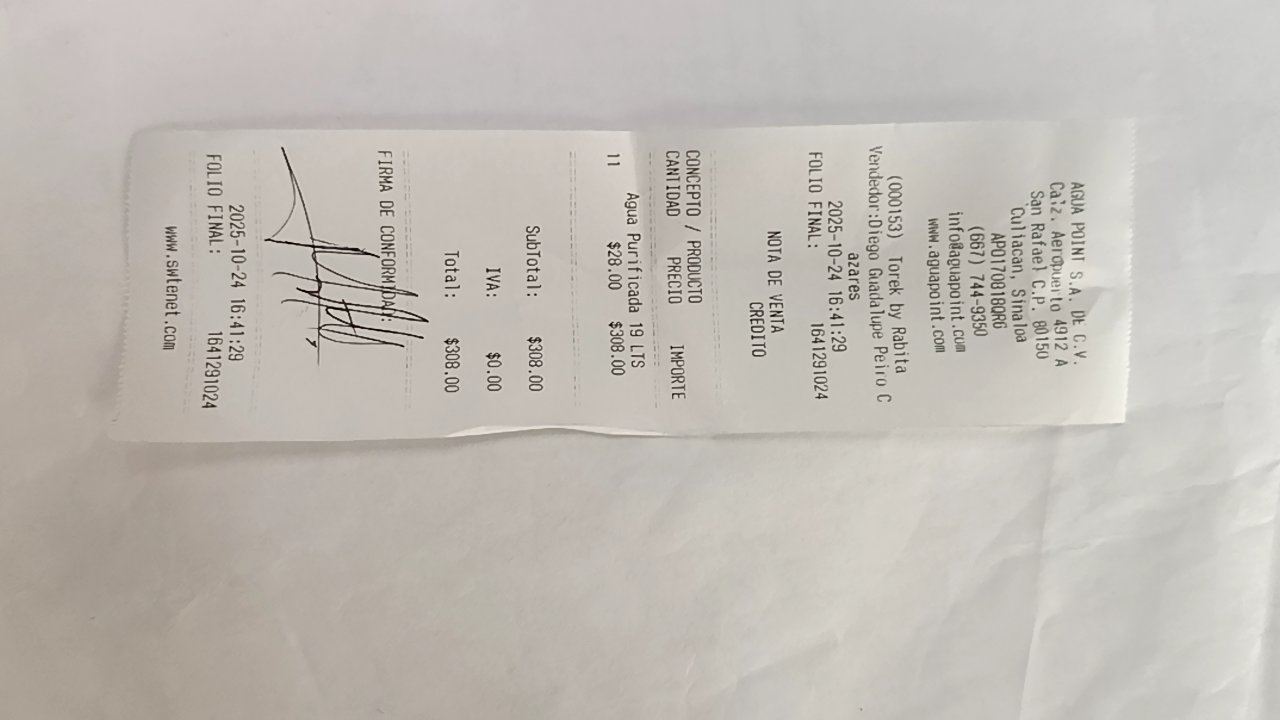 AGUA POINT S.A. DE C.V.
Calz. Aeropuerto 4912 A
San Rafael C.P. 80150
Culiacan, Sinaloa
APO170818QR6
(667) 744-9350
info@aguapoint.com
www.aguapoint.com
(000153) Torek by Rabita
Vendedor:Diego Guadalupe Peiro C
azares
2025-10-24 16:41:29
FOLIO FINAL: 1641291024
NOTA DE VENTA
CREDITO
CONCEPTO / PRODUCTO
CANTIDAD PRECIO IMPORTE
Agua Purificada 19 LTS
11 $28.00 $308.00
SubTotal: $308.00
IVA: $0.00
Total: $308.00
FIRMA DE CONFORMIDAD:
2025-10-24 16:41:29
FOLIO FINAL: 1641291024
www.swtenet.com